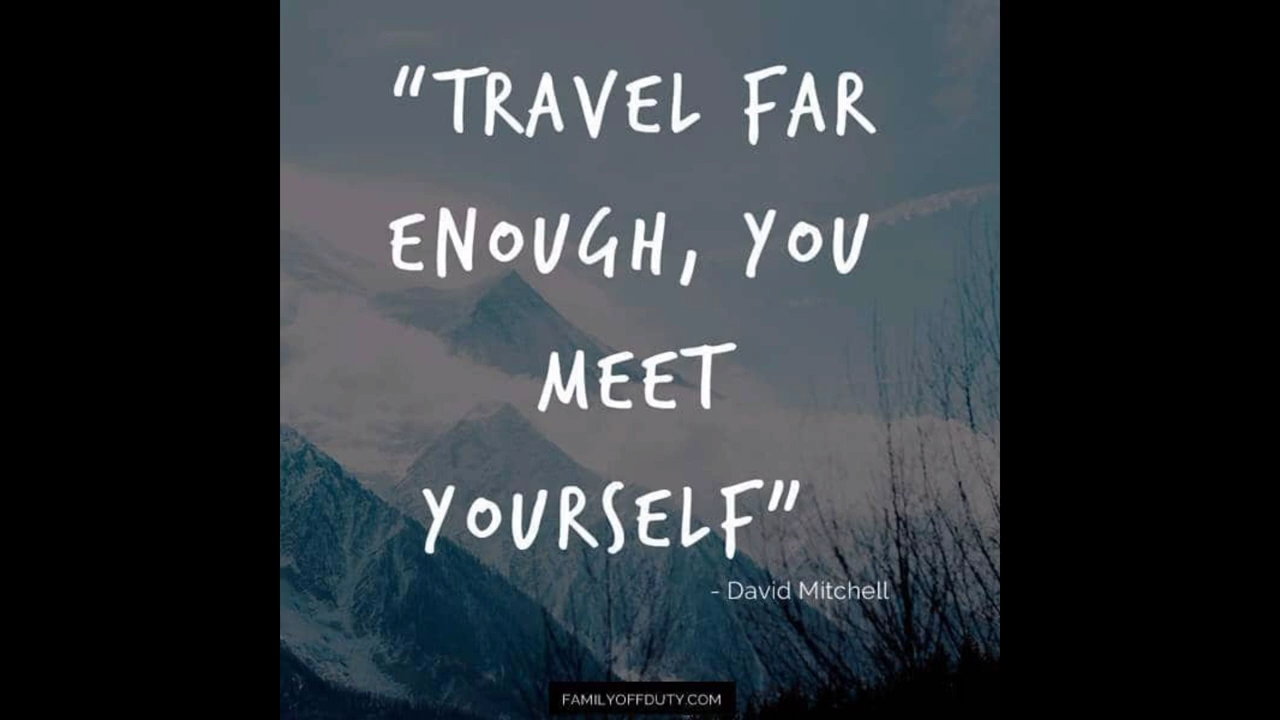 “TRAVEL FAR
ENOUGH, YOU
MEET
YOURSELF”
- David Mitchell
FAMILYOFFDUTY.COM